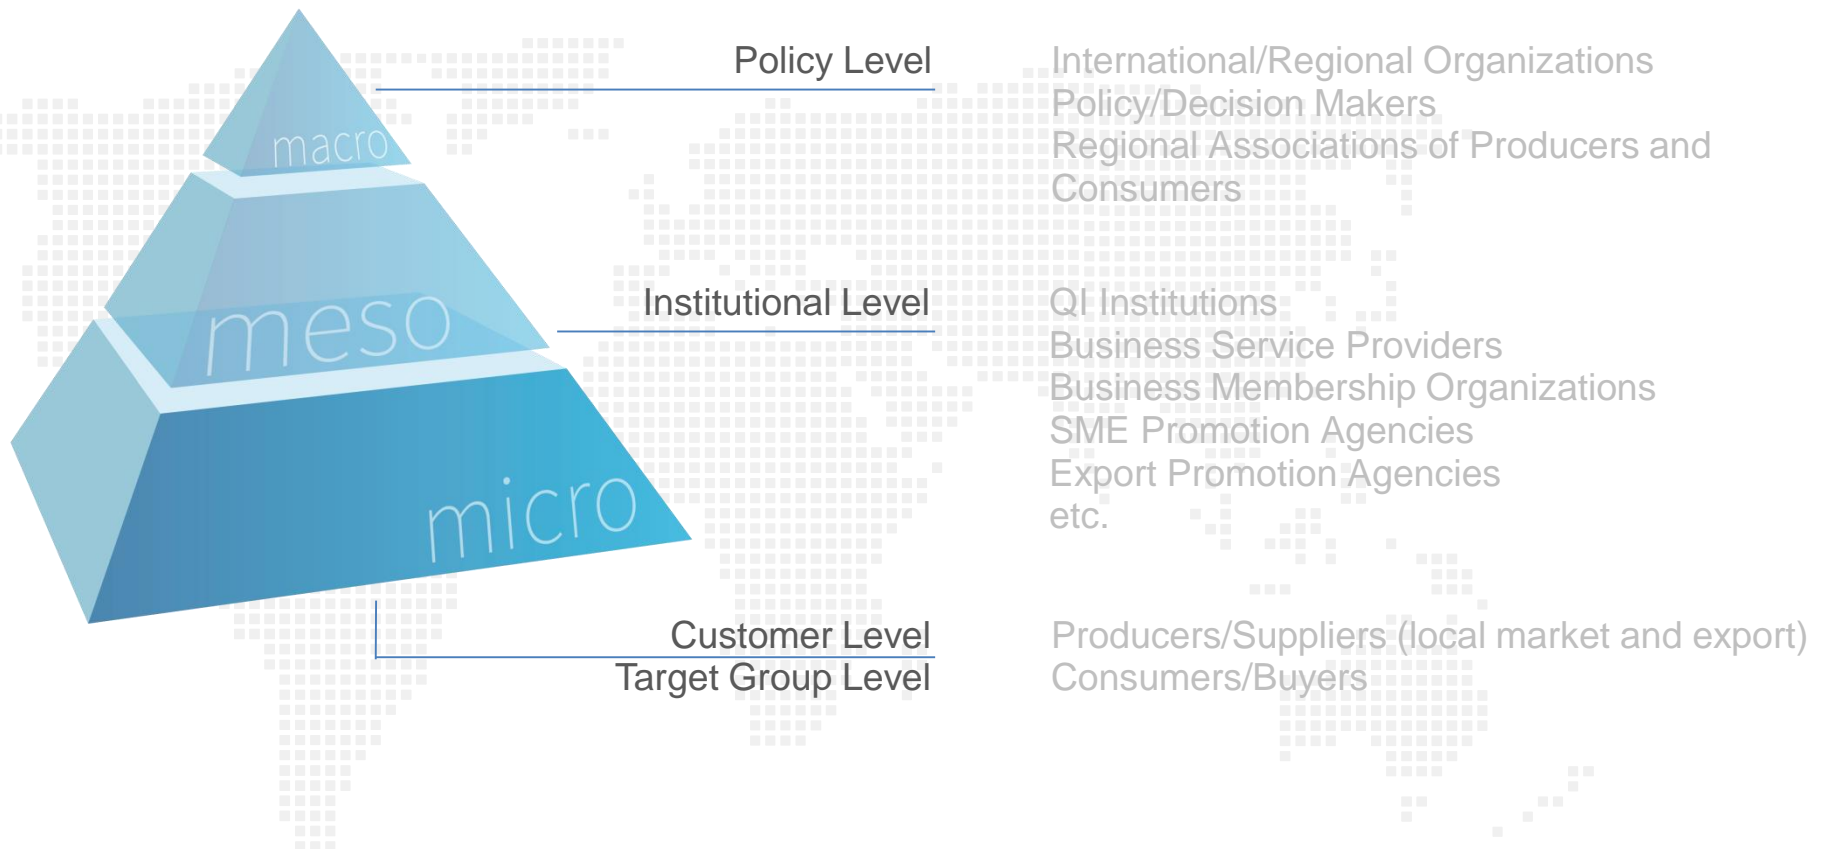 macro
meso
micro
Policy Level
International/Regional Organizations
Policy/Decision Makers
Regional Associations of Producers and
Consumers
Institutional Level
QI Institutions
Business Service Providers
Business Membership Organizations
SME Promotion Agencies
Export Promotion Agencies
etc.
Customer Level
Target Group Level
Producers/Suppliers (local market and export)
Consumers/Buyers